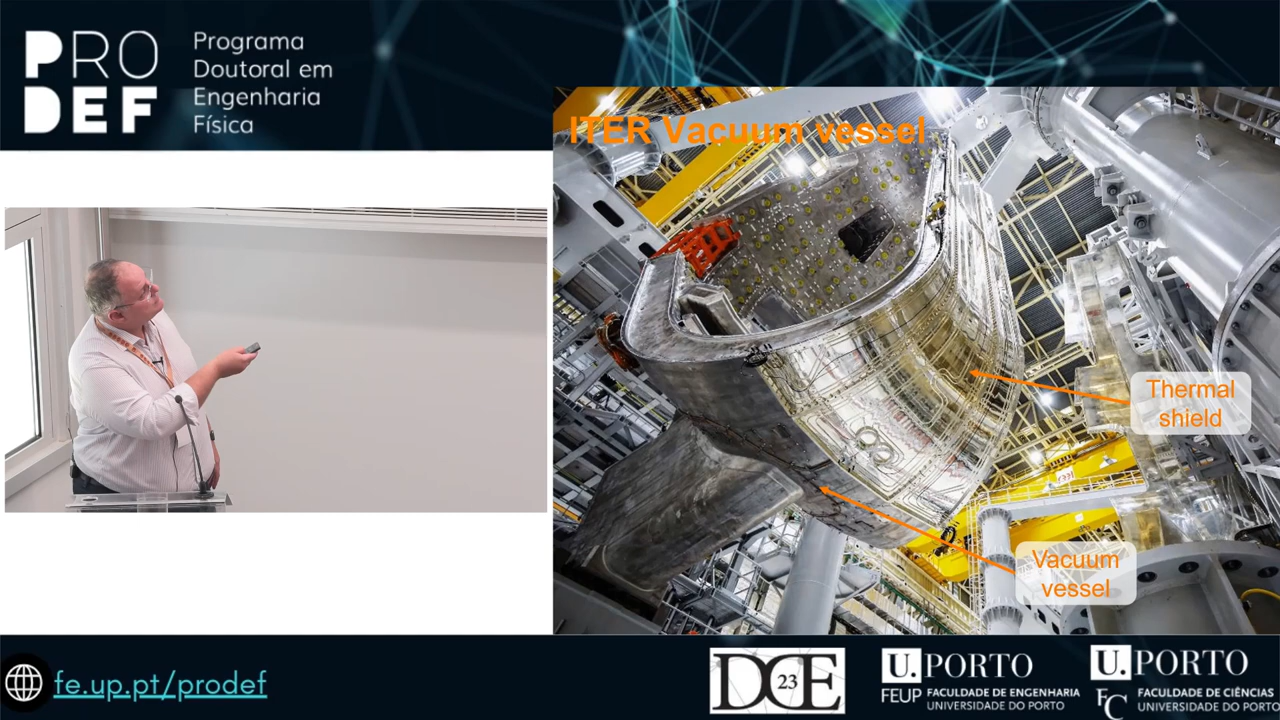 PRO
DEF
Programa
Doutoral em
Engenharia
Física
ITER Vacuum vessel
Thermal
shield
Vacuum
vessel
fe.up.pt/prodef
DCE
23
U.PORTO
FEUP FACULDADE DE ENGENHARIA
UNIVERSIDADE DO PORTO
U.PORTO
FC FACULDADE DE CIÊNCIAS
UNIVERSIDADE DO PORTO